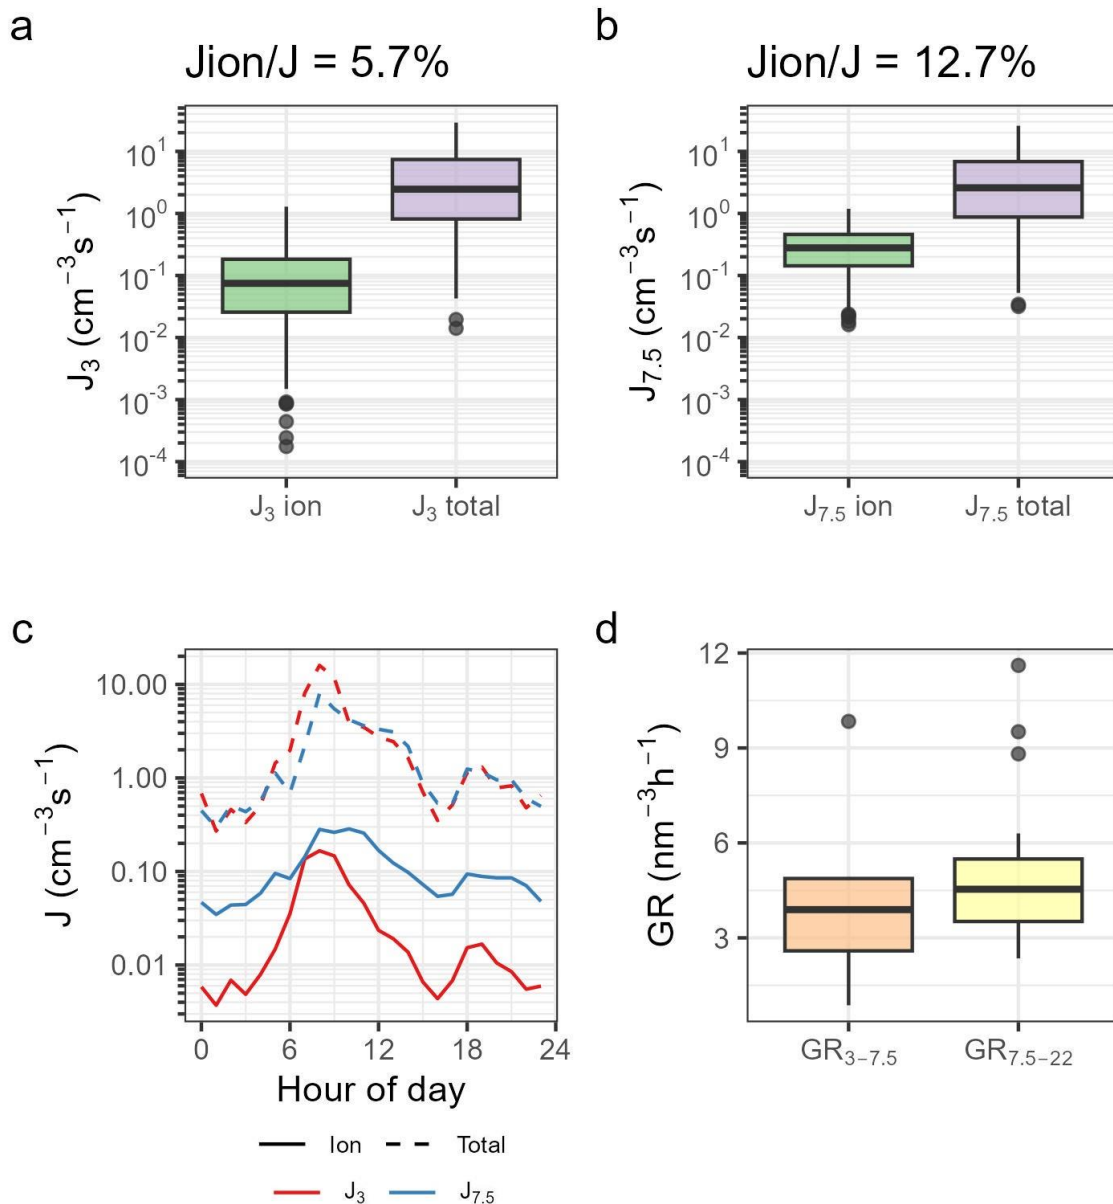 a
Jion/J = 5.7%
J₃ (cm⁻³s⁻¹)
10¹
10⁰
10⁻¹
10⁻²
10⁻³
10⁻⁴
J₃ ion
J₃ total
b
Jion/J = 12.7%
J₇.₅ (cm⁻³s⁻¹)
10¹
10⁰
10⁻¹
10⁻²
10⁻³
10⁻⁴
J₇.₅ ion
J₇.₅ total
c
J (cm⁻³s⁻¹)
10.00
1.00
0.10
0.01
0 6 12 18 24
Hour of day
Ion Total
J₃ J₇.₅
d
GR (nm⁻³h⁻¹)
12
9
6
3
GR₃₋₇.₅
GR₇.₅₋₂₂